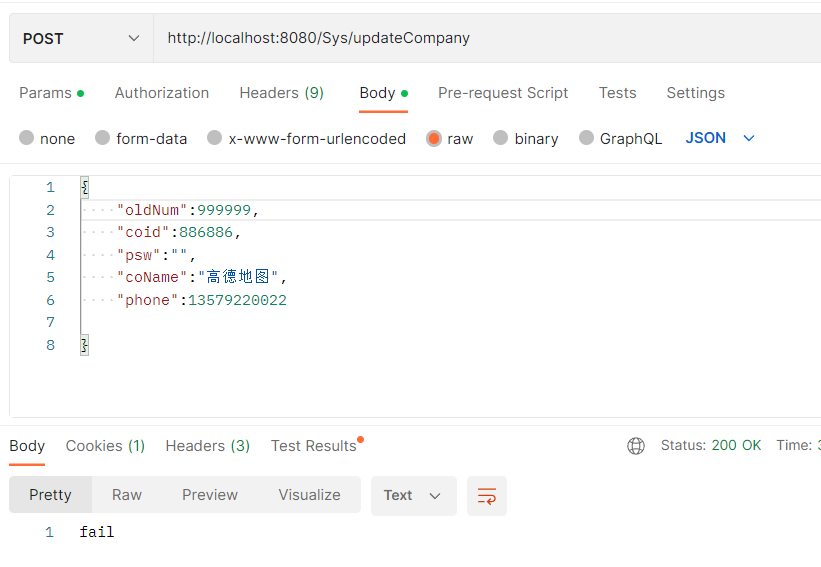 POST http://localhost:8080/Sys/updateCompany
Params Authorization Headers (9) Body Pre-request Script Tests Settings
none form-data x-www-form-urlencoded raw binary GraphQL JSON
1 {
2 "oldNum":999999,
3 "coid":886886,
4 "psw":"",
5 "coName":"高德地图",
6 "phone":13579220022
7
8 }
Body Cookies (1) Headers (3) Test Results Status: 200 OK Time:
Pretty Raw Preview Visualize Text
1 fail